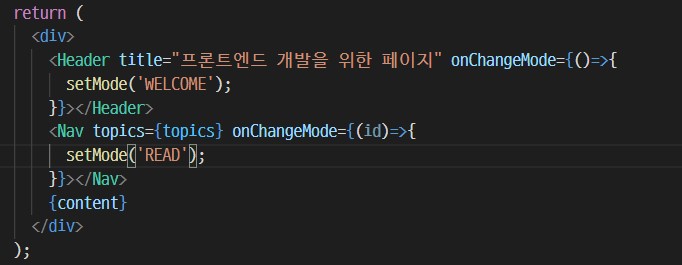 return (
<div>
<Header title="프론트엔드 개발을 위한 페이지" onChangeMode={()=>{
setMode('WELCOME');
}}></Header>
<Nav topics={topics} onChangeMode={(id)=>{
setMode('READ');
}}></Nav>
{content}
</div>
);